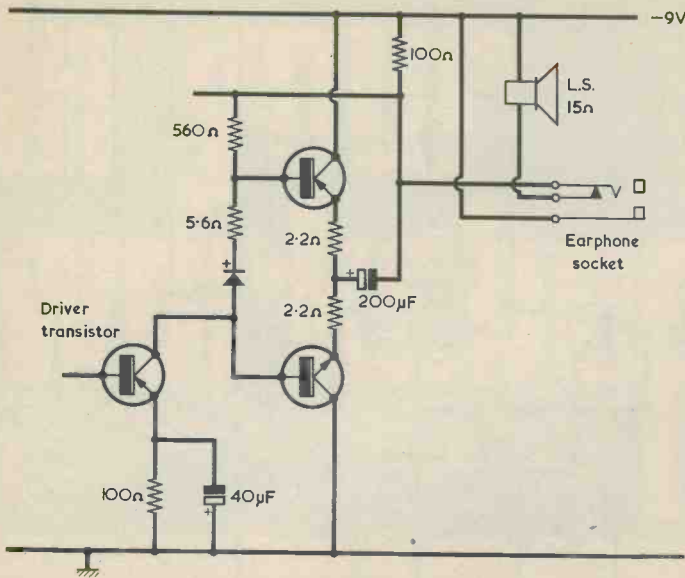 -9V
100Ω
L.S.
15Ω
560Ω
5.6Ω
2.2Ω
+
+
200μF
Earphone
socket
2.2Ω
Driver
transistor
100Ω
40μF
+